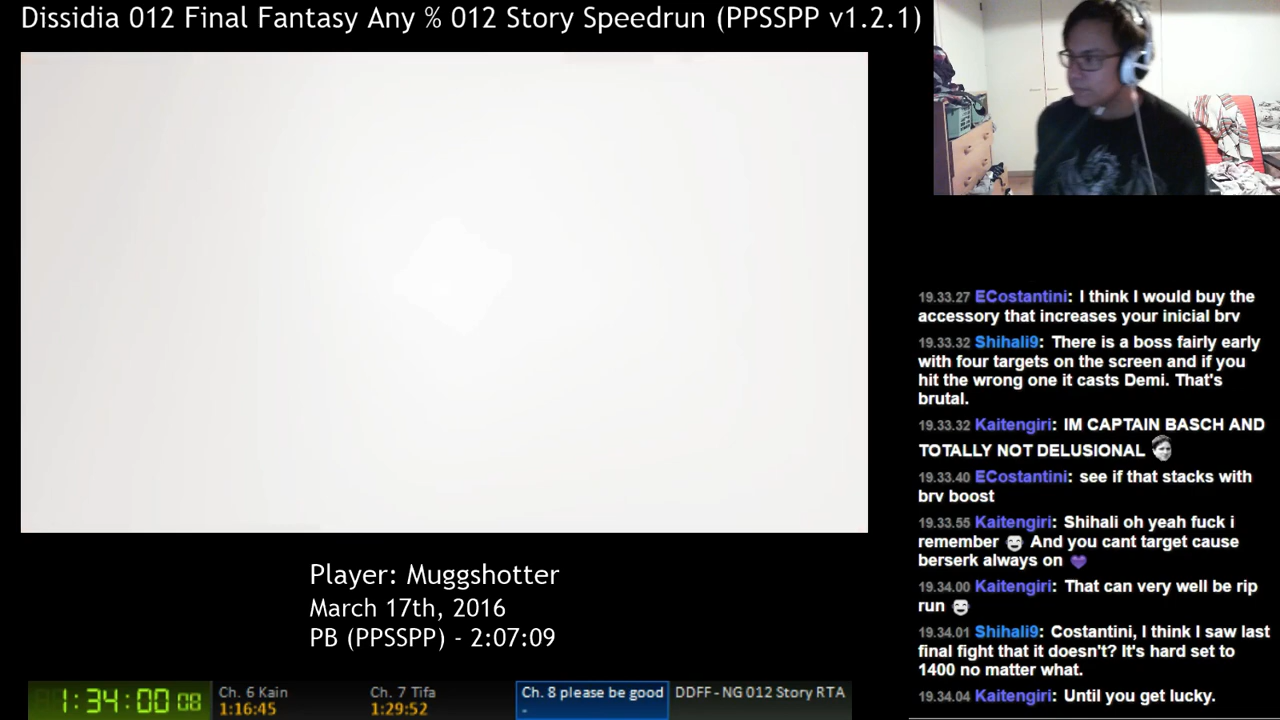 Dissidia 012 Final Fantasy Any % 012 Story Speedrun (PPSSPP v1.2.1)
19.33.27 ECostantini: I think I would buy the
accessory that increases your inicial brv
19.33.32 Shihali9: There is a boss fairly early
with four targets on the screen and if you
hit the wrong one it casts Demi. That's
brutal.
19.33.32 Kaitengiri: IM CAPTAIN BASCH AND
TOTALLY NOT DELUSIONAL
19.33.40 ECostantini: see if that stacks with
brv boost
19.33.55 Kaitengiri: Shihali oh yeah fuck i
remember And you cant target cause
berserk always on
19.34.00 Kaitengiri: That can very well be rip
run
19.34.01 Shihali9: Costantini, I think I saw last
final fight that it doesn't? It's hard set to
1400 no matter what.
19.34.04 Kaitengiri: Until you get lucky.
Player: Muggshotter
March 17th, 2016
PB (PPSSPP) - 2:07:09
1:34:00 08
Ch. 6 Kain
1:16:45
Ch. 7 Tifa
1:29:52
Ch. 8 please be good
-
DDFF - NG 012 Story RTA